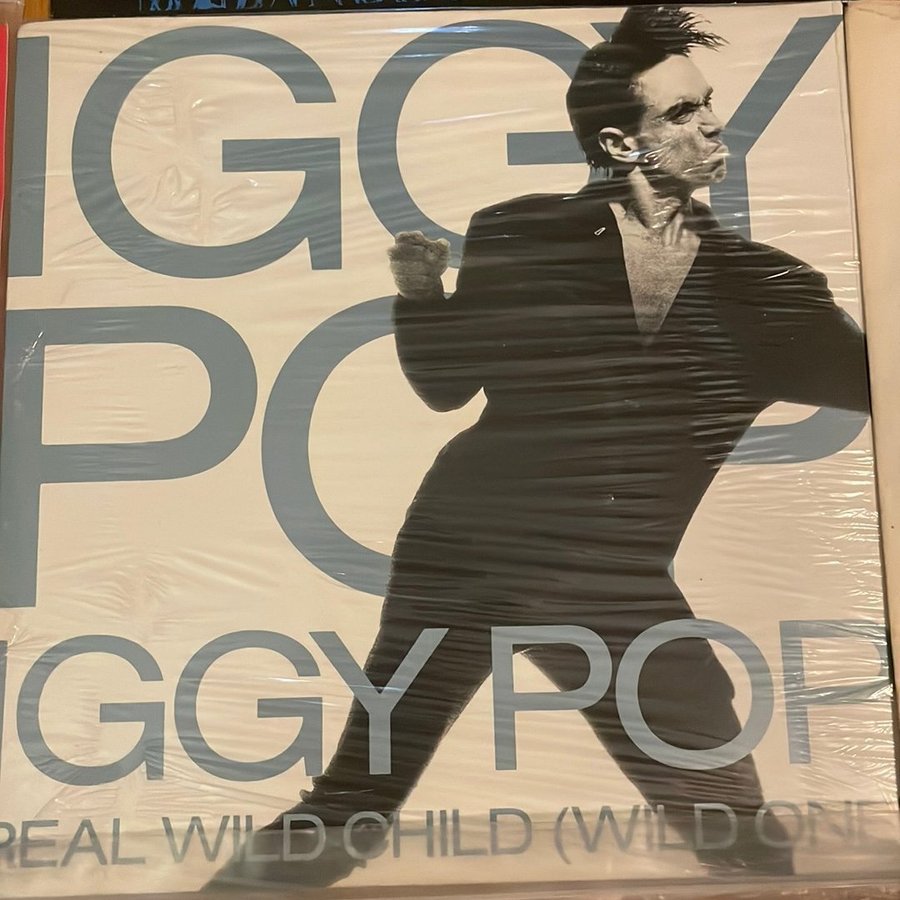 IGGY
POP
IGGY POP
REAL WILD CHILD (WILD ONE